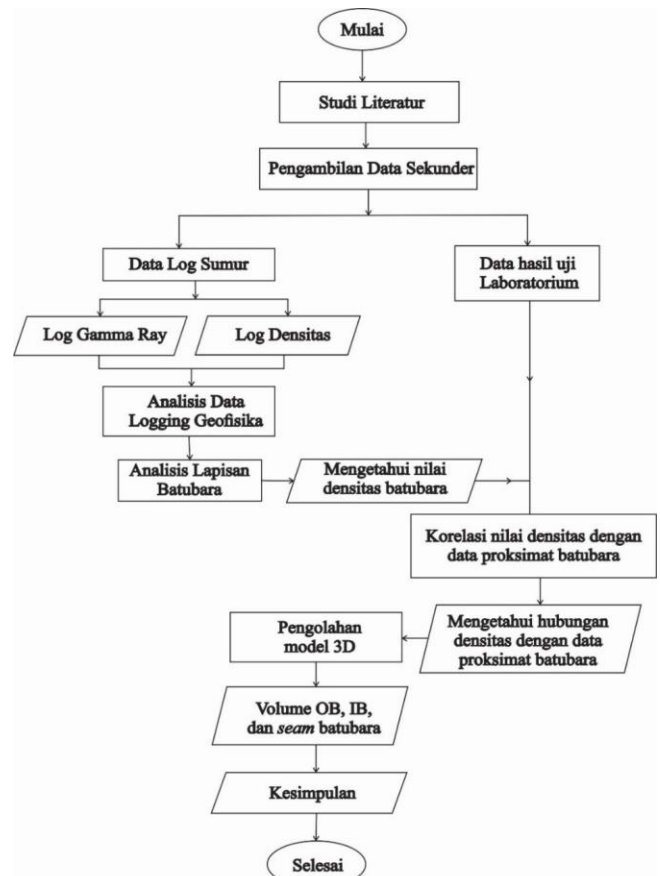 Mulai
Studi Literatur
Pengambilan Data Sekunder
Data Log Sumur
Data hasil uji
Laboratorium
Log Gamma Ray
Log Densitas
Analisis Data
Logging Geofisika
Analisis Lapisan
Batubara
Mengetahui nilai
densitas batubara
Korelasi nilai densitas dengan
data proksimat batubara
Mengetahui hubungan
densitas dengan data
proksimat batubara
Pengolahan
model 3D
Volume OB, IB,
dan seam batubara
Kesimpulan
Selesai